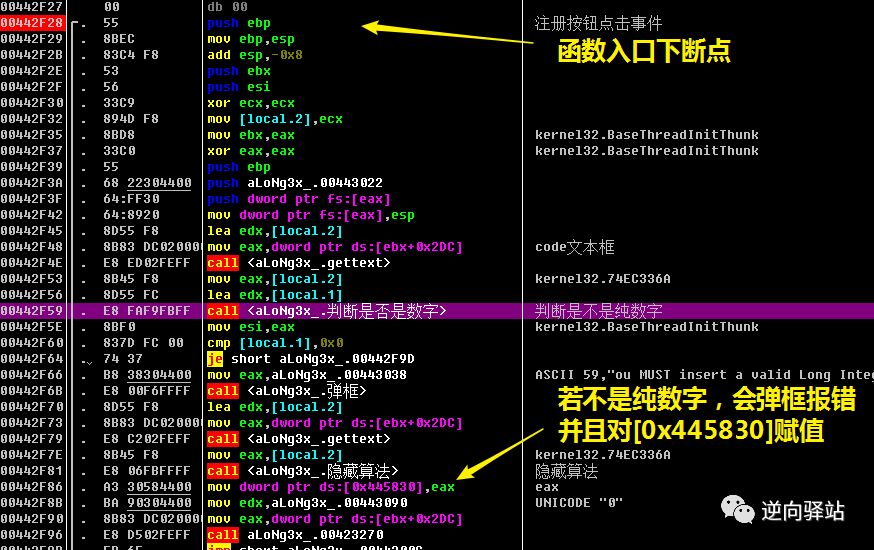 00442F27 00 db 00
00442F28 . 55 push ebp 注册按钮点击事件
00442F29 . 8BEC mov ebp,esp 函数入口下断点
00442F2B . 83C4 F8 add esp,-0x8
00442F2E . 53 push ebx
00442F2F . 56 push esi
00442F30 . 33C9 xor ecx,ecx
00442F32 . 894D F8 mov [local.2],ecx
00442F35 . 8BD8 mov ebx,eax kernel32.BaseThreadInitThunk
00442F37 . 33C0 xor eax,eax kernel32.BaseThreadInitThunk
00442F39 . 55 push ebp
00442F3A . 68 22304400 push aLoNg3x_.00443022
00442F3F . 64:FF30 push dword ptr fs:[eax]
00442F42 . 64:8920 mov dword ptr fs:[eax],esp
00442F45 . 8D55 F8 lea edx,[local.2]
00442F48 . 8B83 DC020000 mov eax,dword ptr ds:[ebx+0x2DC] code文本框
00442F4E . E8 ED02FEFF call <aLoNg3x_.gettext>
00442F53 . 8B45 F8 mov eax,[local.2] kernel32.74EC336A
00442F56 . 8D55 FC lea edx,[local.1]
00442F59 . E8 FAF9FBFF call <aLoNg3x_.判断是否是数字> 判断是不是纯数字
00442F5E . 8BF0 mov esi,eax kernel32.BaseThreadInitThunk
00442F60 . 837D FC 00 cmp [local.1],0x0
00442F64 . 74 37 je short aLoNg3x_.00442F9D
00442F66 . B8 38304400 mov eax,aLoNg3x_.00443038 ASCII 59,"ou MUST insert a valid Long Inte
00442F6B . E8 00F6FFFF call <aLoNg3x_.弹框>
00442F70 . 8D55 F8 lea edx,[local.2] 若不是纯数字，会弹框报错
00442F73 . 8B83 DC020000 mov eax,dword ptr ds:[ebx+0x2DC] 并且对[0x445830]赋值
00442F79 . E8 C202FEFF call <aLoNg3x_.gettext>
00442F7E . 8B45 F8 mov eax,[local.2] kernel32.74EC336A
00442F81 . E8 06FBFFFF call <aLoNg3x_.隐藏算法> 隐藏算法
00442F86 . A3 30584400 mov dword ptr ds:[0x445830],eax eax
00442F8B . BA 90304400 mov edx,aLoNg3x_.00443090 UNICODE "0"
00442F90 . 8B83 DC020000 mov eax,dword ptr ds:[ebx+0x2DC]
00442F96 . E8 D502FEFF call aLoNg3x_.00423270
逆向驿站